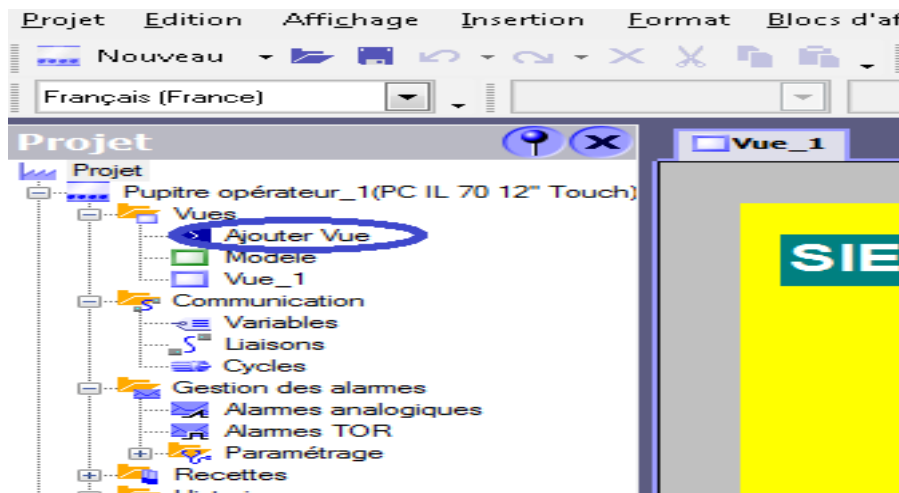 Projet Edition Affichage Insertion Format Blocs d'af
Nouveau
Français (France)
Projet
Vue_1
Projet
Pupitre opérateur_1(PC IL 70 12" Touch)
Vues
Ajouter Vue
Modèle
Vue_1
SIE
Communication
Variables
Liaisons
Cycles
Gestion des alarmes
Alarmes analogiques
Alarmes TOR
Paramétrage
Recettes